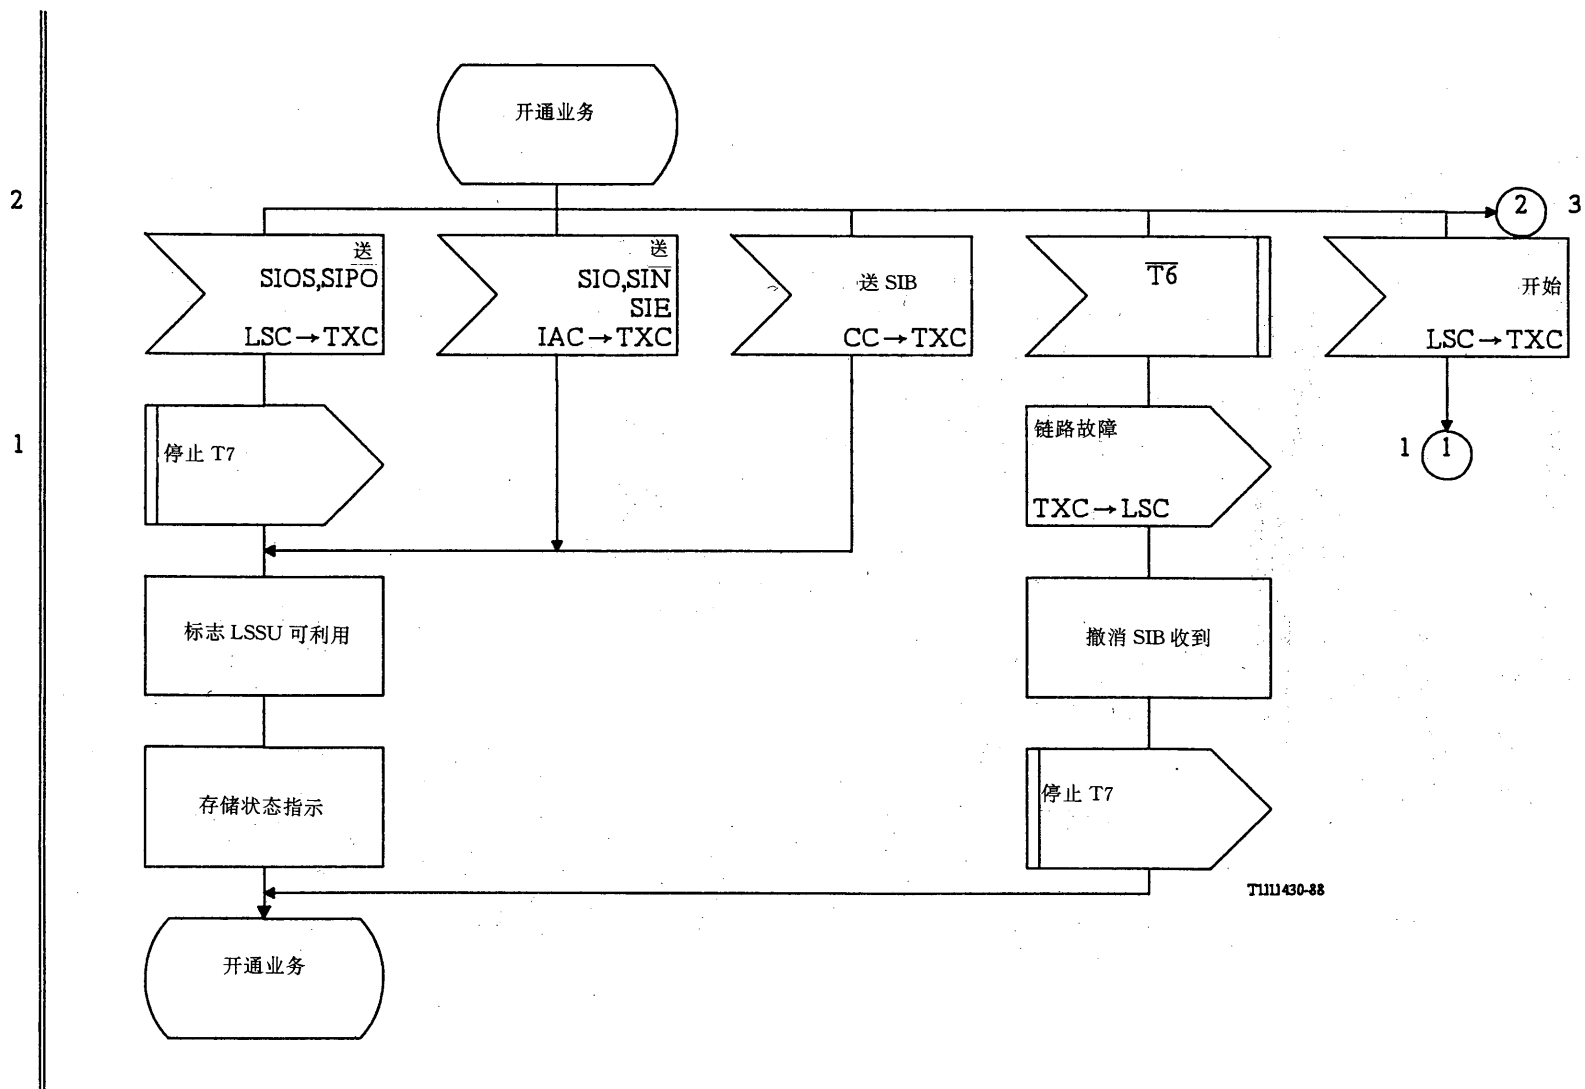 开通业务
2
2
3
送
SIOS,SIPO
LSC→TXC
送
SIO,SIN
SIE
IAC→TXC
送 SIB
CC→TXC
T6
开始
LSC→TXC
1
停止 T7
链路故障
TXC→LSC
1
1
标志 LSSU 可利用
撤消 SIB 收到
存储状态指示
停止 T7
T1111430-88
开通业务